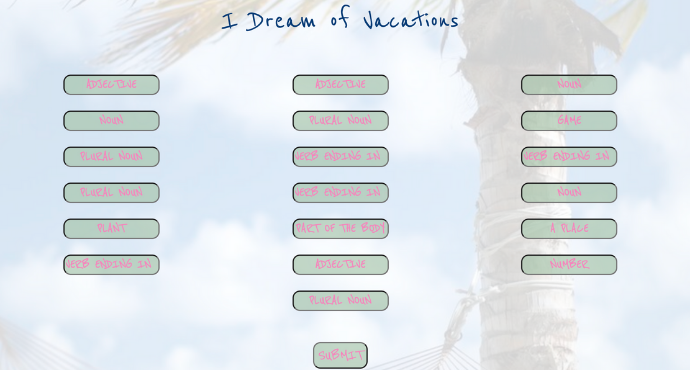 I Dream of Vacations
ADJECTIVE
NOUN
PLURAL NOUN
PLURAL NOUN
PLANT
VERB ENDING IN
ADJECTIVE
PLURAL NOUN
VERB ENDING IN
VERB ENDING IN
PART OF THE BODY
ADJECTIVE
PLURAL NOUN
NOUN
GAME
VERB ENDING IN
NOUN
A PLACE
NUMBER
SUBMIT